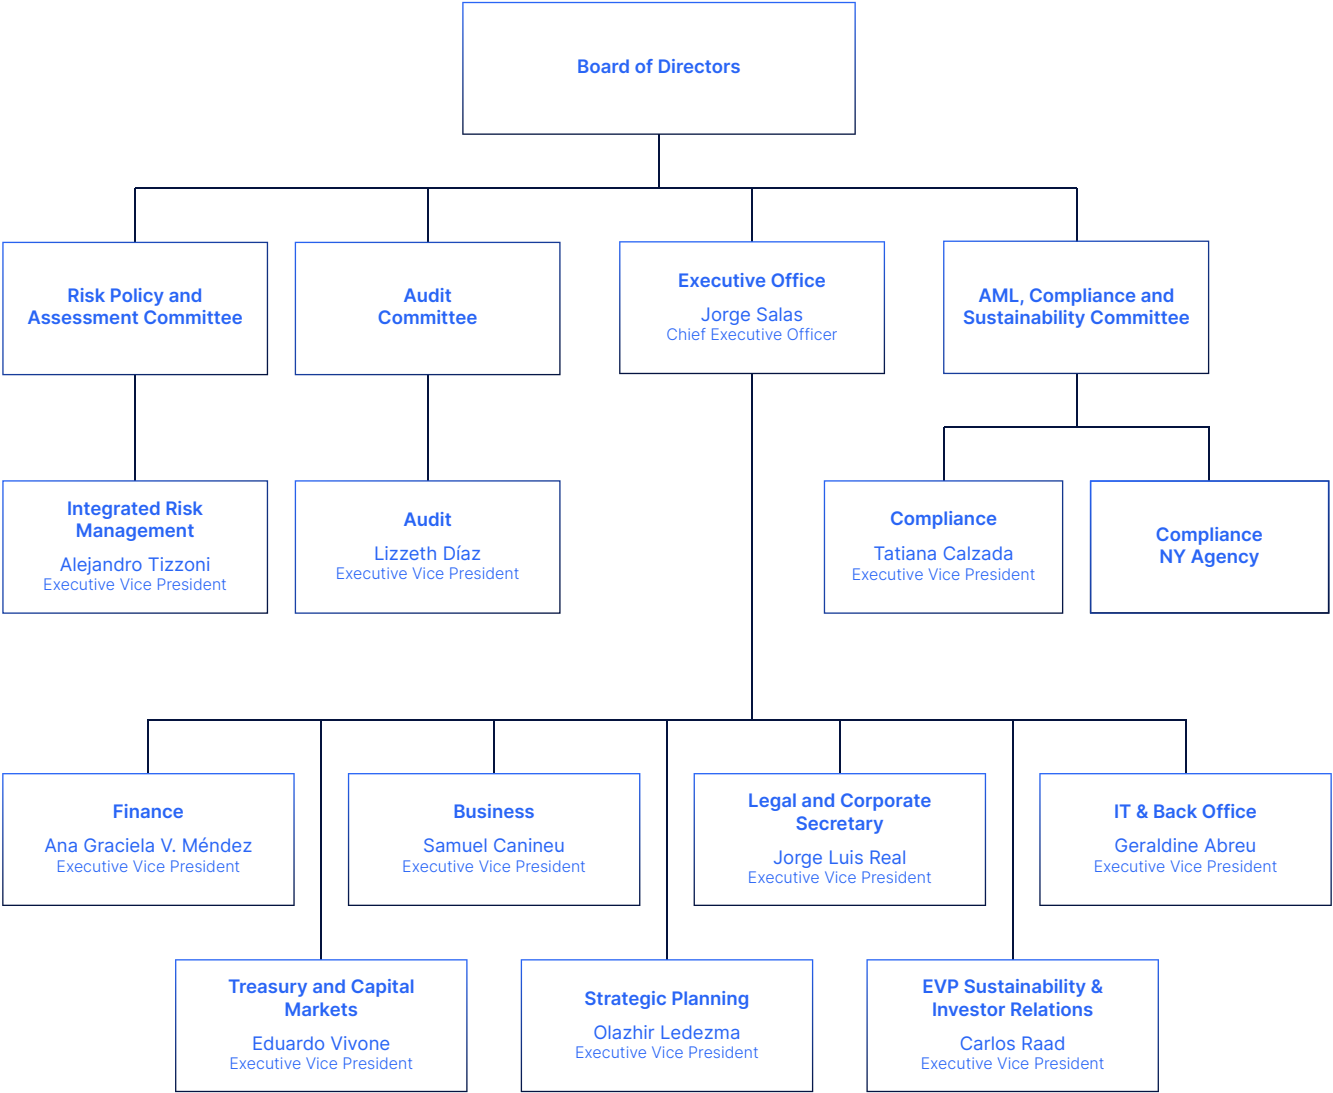 Board of Directors
Risk Policy and
Assessment Committee
Audit
Committee
Executive Office
Jorge Salas
Chief Executive Officer
AML, Compliance and
Sustainability Committee
Integrated Risk
Management
Alejandro Tizzoni
Executive Vice President
Audit
Lizzeth Díaz
Executive Vice President
Compliance
Tatiana Calzada
Executive Vice President
Compliance
NY Agency
Finance
Ana Graciela V. Méndez
Executive Vice President
Business
Samuel Canineu
Executive Vice President
Legal and Corporate
Secretary
Jorge Luis Real
Executive Vice President
IT & Back Office
Geraldine Abreu
Executive Vice President
Treasury and Capital
Markets
Eduardo Vivone
Executive Vice President
Strategic Planning
Olazhir Ledezma
Executive Vice President
EVP Sustainability &
Investor Relations
Carlos Raad
Executive Vice President